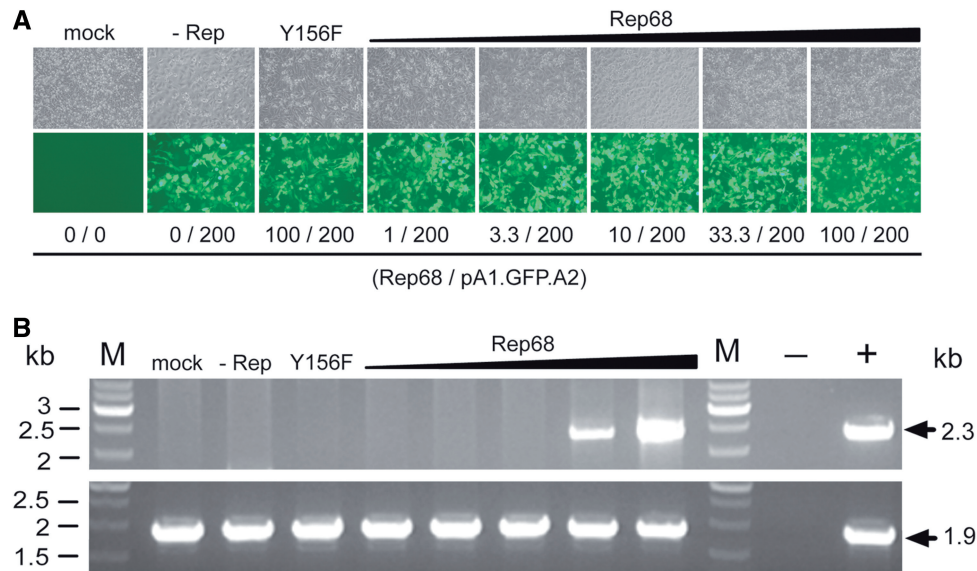 A
Rep68
mock - Rep Y156F
0 / 0 0 / 200 100 / 200 1 / 200 3.3 / 200 10 / 200 33.3 / 200 100 / 200
(Rep68 / pA1.GFP.A2)
B
Rep68
kb M mock - Rep Y156F M – + kb
3
2.5
2
2.3
2.5
2
1.5
1.9